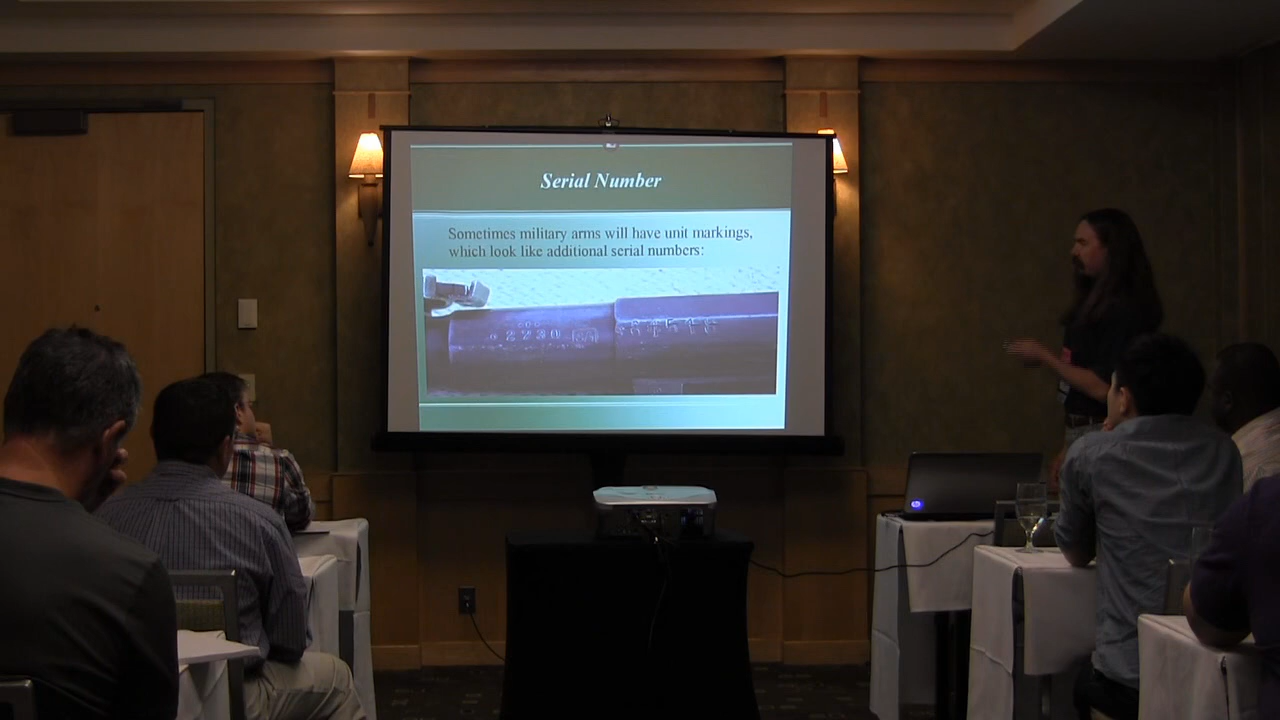 Serial Number
Sometimes military arms will have unit markings,
which look like additional serial numbers: